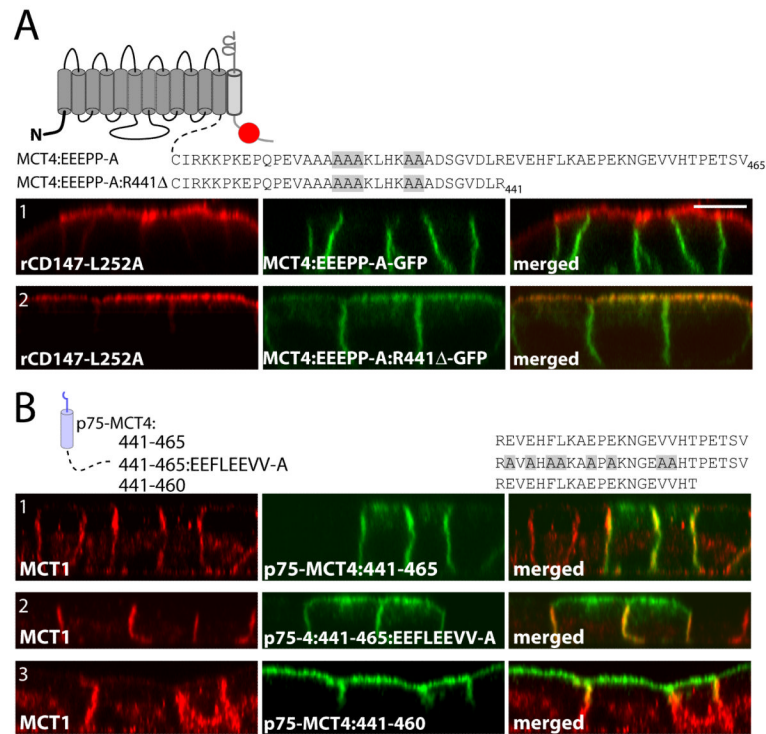 A
N
MCT4:EEEPP-A CIRKKPKEPQPEVAAAAAAKLHKAAADSGVDLREVEHFLKAEPEKNGEVVHTPETSV465
MCT4:EEEPP-A:R441Δ CIRKKPKEPQPEVAAAAAAKLHKAAADSGVDLR441
1
rCD147-L252A MCT4:EEEPP-A-GFP merged
2
rCD147-L252A MCT4:EEEPP-A:R441Δ-GFP merged
B
p75-MCT4:
441-465 REVEHFLKAEPEKNGEVVHTPETSV
441-465:EEFLEEVV-A RAVAHAAKAAPAKNGEAAHTPETSV
441-460 REVEHFLKAEPEKNGEVVHT
1
MCT1 p75-MCT4:441-465 merged
2
MCT1 p75-4:441-465:EEFLEEVV-A merged
3
MCT1 p75-MCT4:441-460 merged